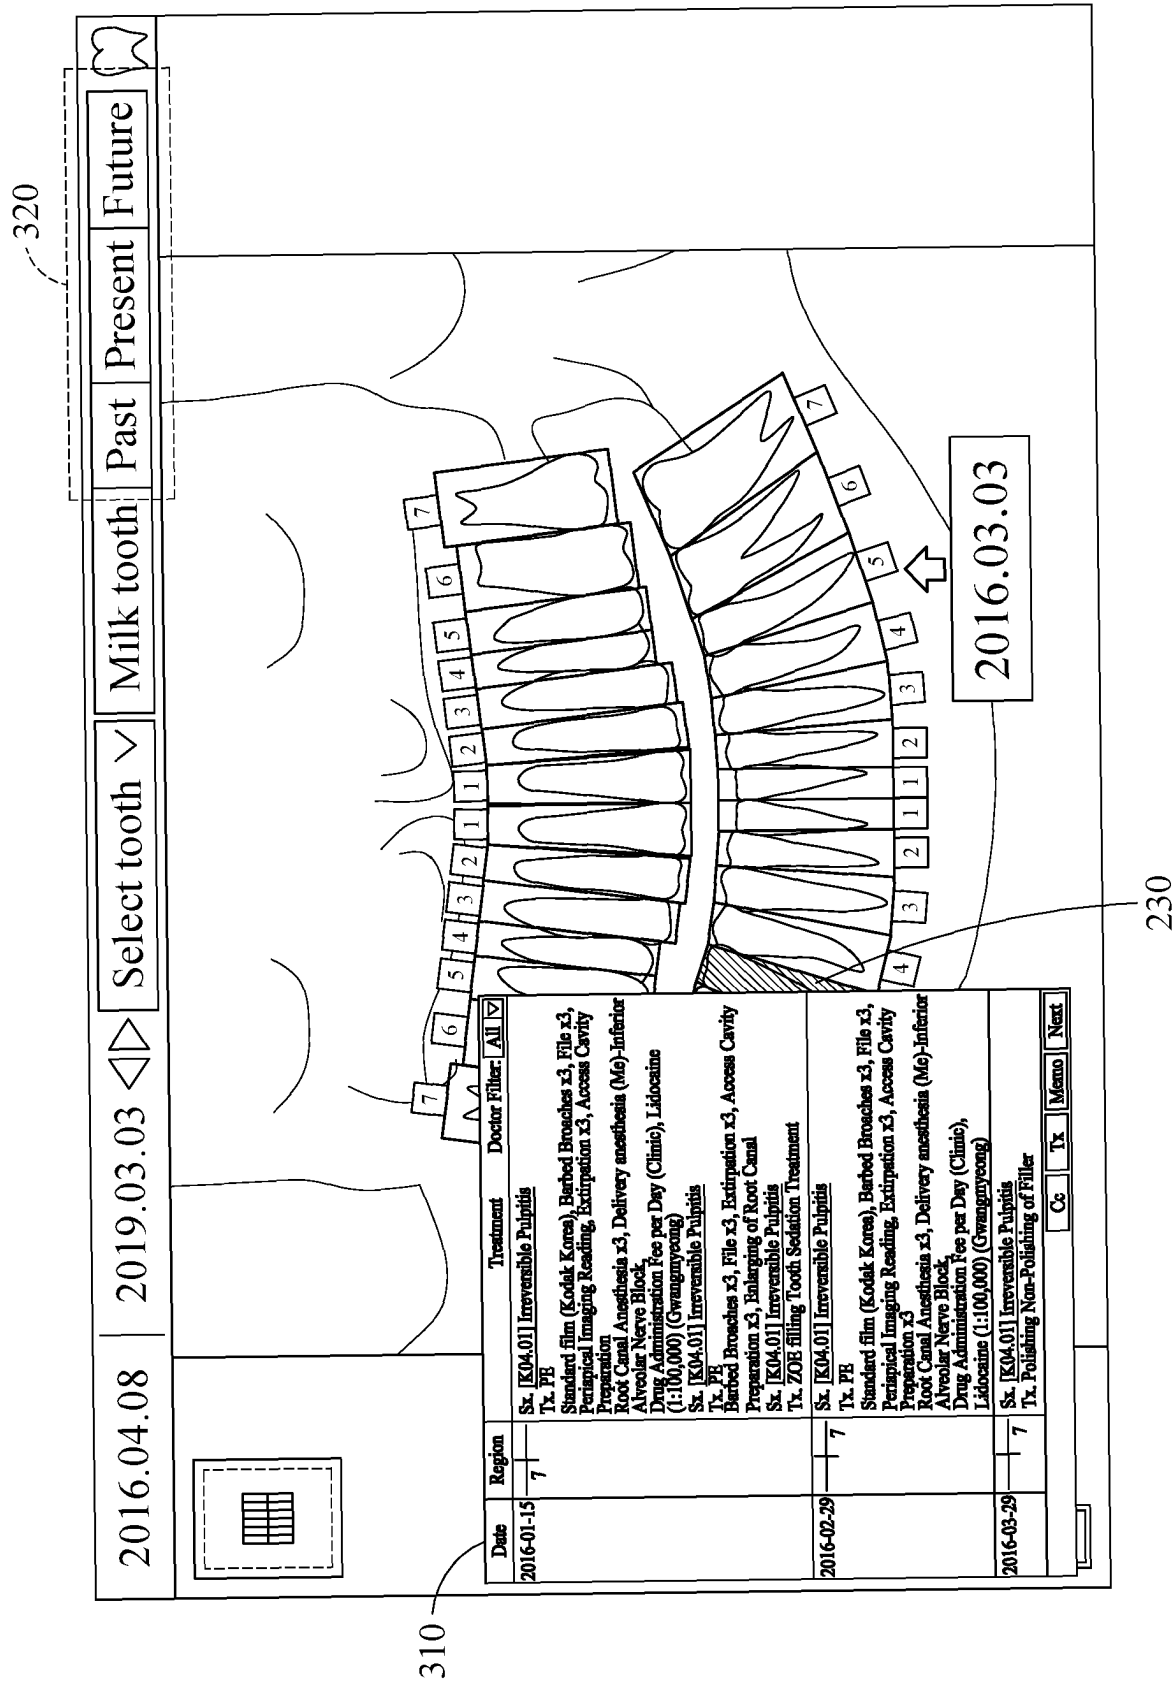 320
2016.04.08
2019.03.03
Select tooth
Milk tooth
Past
Present
Future
7
6
5
4
3
2
1
1
2
3
4
5
6
7
4
3
2
1
1
2
3
4
5
6
7
2016.03.03
230
310
Date
Region
Treatment
Doctor Filter:
All
2016-01-15
7
Sx. [K04.01] Irreversible Pulpitis
Tx. PE
Standard film (Kodak Korea), Barbed Broaches x3, File x3,
Periapical Imaging Reading, Extirpation x3, Access Cavity
Preparation
Root Canal Anesthesia x3, Delivery anesthesia (Me)-Inferior
Alveolar Nerve Block
Drug Administration Fee per Day (Clinic), Lidocaine
(1:100,000) (Gwangmyeong)
Sx. [K04.01] Irreversible Pulpitis
Tx. PE
Barbed Broaches x3, File x3, Extirpation x3, Access Cavity
Preparation x3, Enlarging of Root Canal
Sx. [K04.01] Irreversible Pulpitis
Tx. ZOE filling Tooth Sedation Treatment
2016-02-29
7
Sx. [K04.01] Irreversible Pulpitis
Tx. PE
Standard film (Kodak Korea), Barbed Broaches x3, File x3,
Periapical Imaging Reading, Extirpation x3, Access Cavity
Preparation x3
Root Canal Anesthesia x3, Delivery anesthesia (Me)-Inferior
Alveolar Nerve Block
Drug Administration Fee per Day (Clinic),
Lidocaine (1:100,000) (Gwangmyeong)
2016-03-29
7
Sx. [K04.01] Irreversible Pulpitis
Tx. Polishing Non-Polishing of Filler
Cc
Tx
Memo
Next